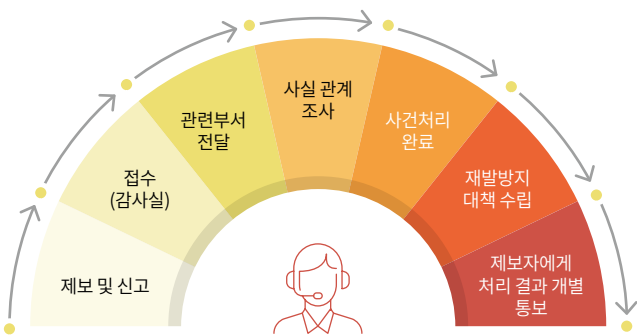 제보 및 신고
접수
(감사실)
관련부서
전달
사실 관계
조사
사건처리
완료
재발방지
대책 수립
제보자에게
처리 결과 개별
통보